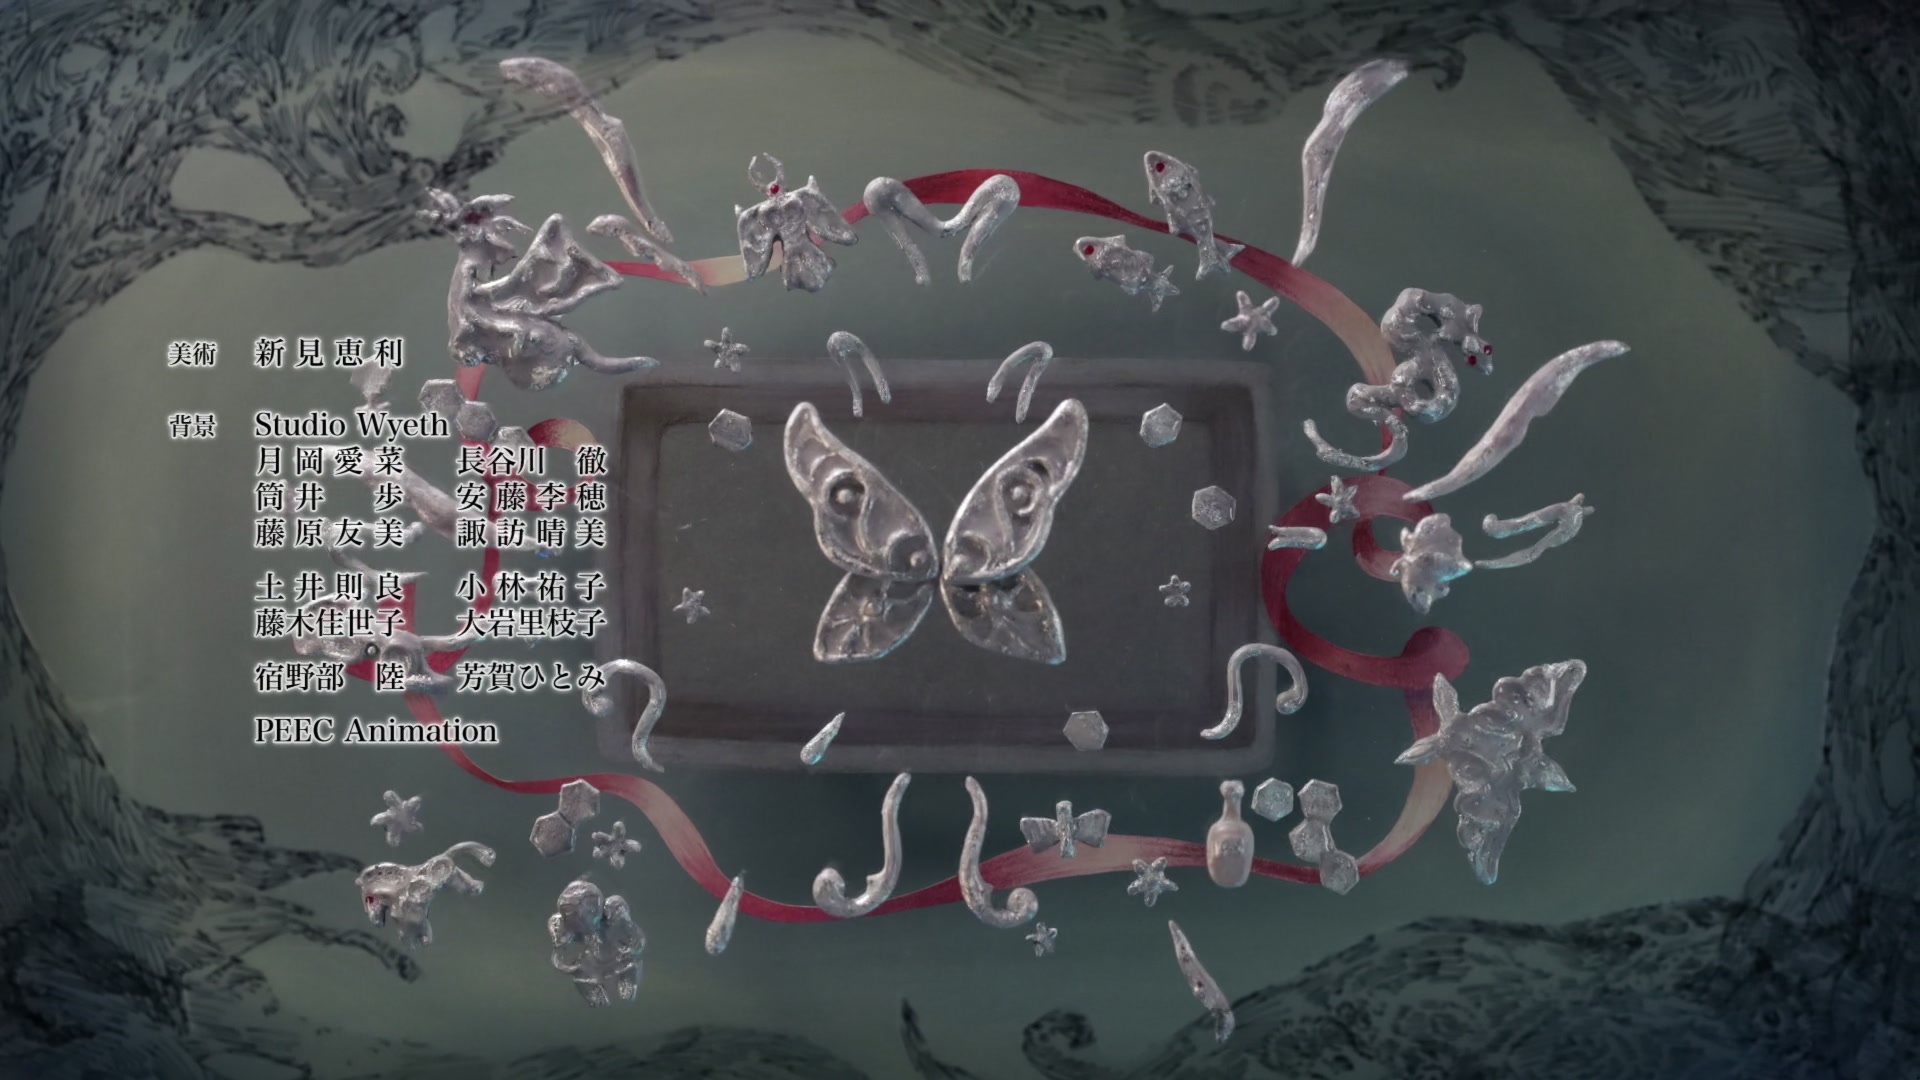 美術 新見恵利
背景 Studio Wyeth
月岡愛菜 長谷川 徹
筒井 歩 安藤李穂
藤原友美 諏訪晴美
土井則良 小林祐子
藤木佳世子 大岩里枝子
宿野部 陸 芳賀ひとみ
PEEC Animation